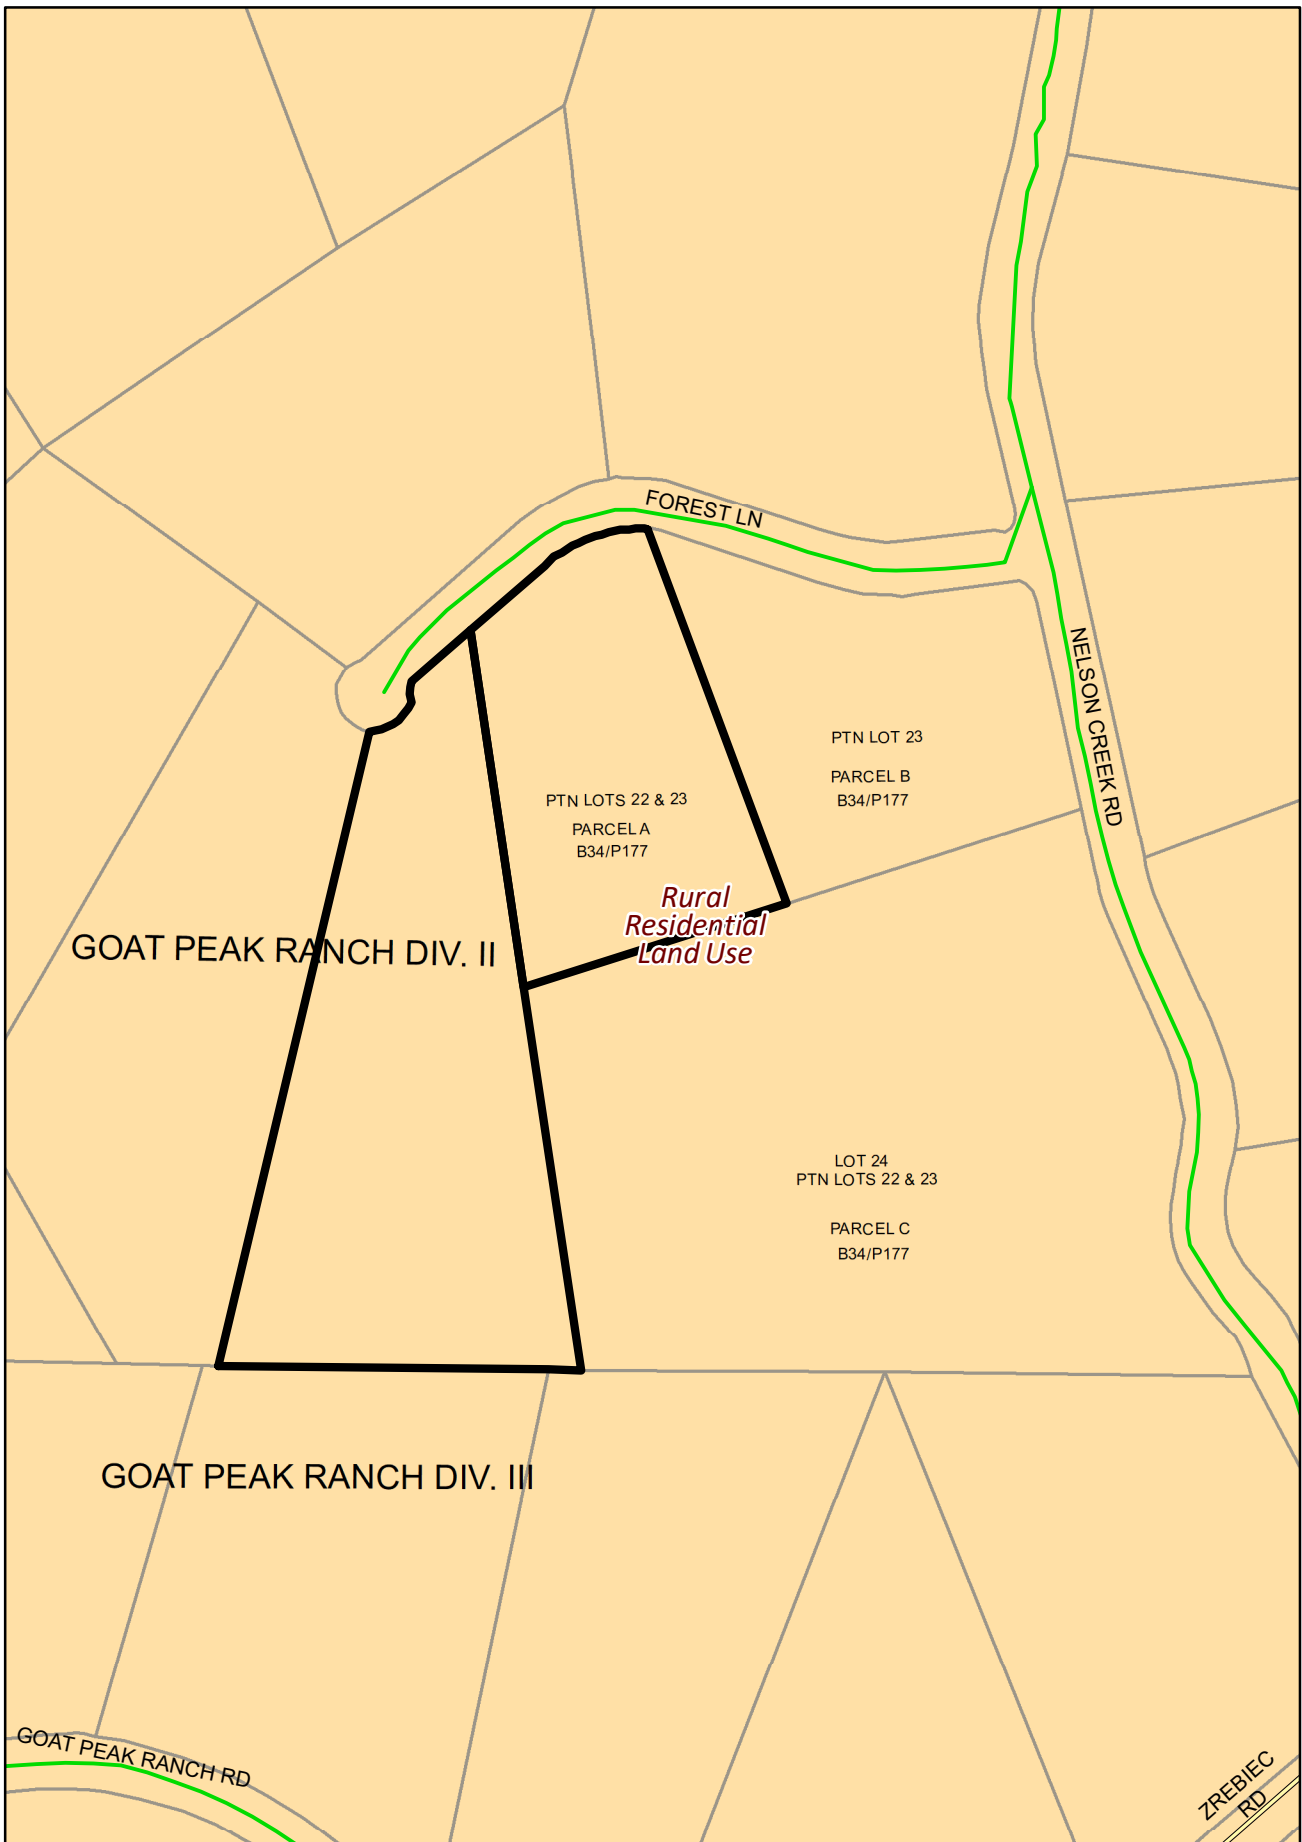 FOREST LN
NELSON CREEK RD
PTN LOT 23
PARCEL B
B34/P177
PTN LOTS 22 & 23
PARCEL A
B34/P177
Rural
Residential
Land Use
GOAT PEAK RANCH DIV. II
LOT 24
PTN LOTS 22 & 23
PARCEL C
B34/P177
GOAT PEAK RANCH DIV. III
GOAT PEAK RANCH RD
ZREBIEC
RD